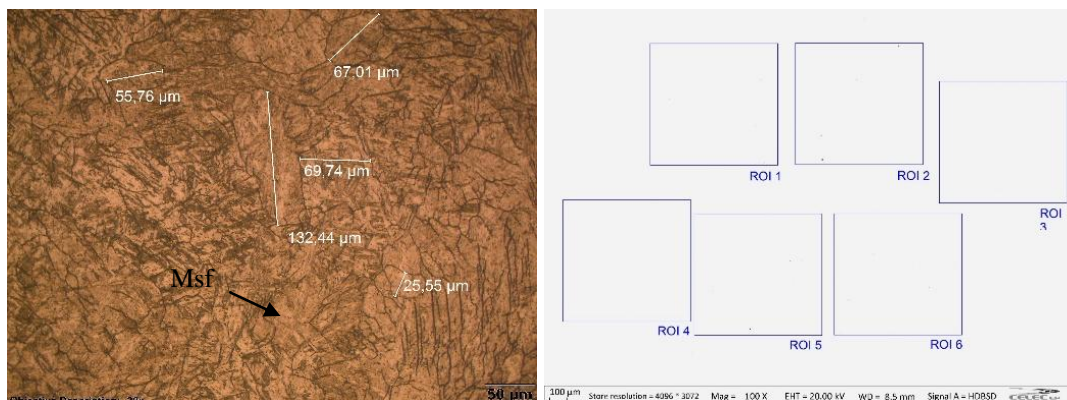 67,01 µm
55,76 µm
69,74 µm
132,44 µm
25,55 µm
Msf
50 µm
ROI 1
ROI 2
ROI
3
ROI 4
ROI 5
ROI 6
100 µm
Store resolution = 4096 * 3072 Mag = 100 X EHT = 20.00 kV WD = 8.5 mm Signal A = HDBSD